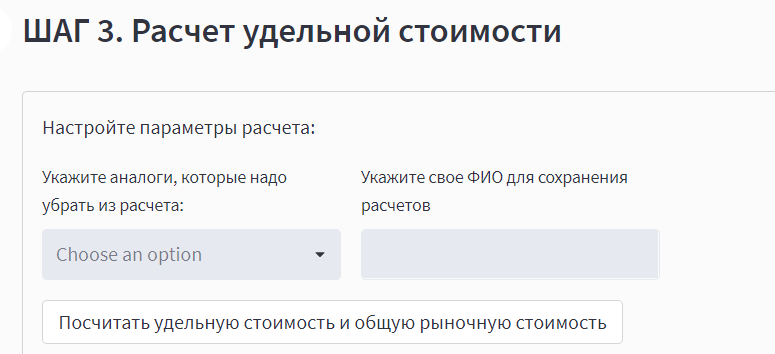 ШАГ 3. Расчет удельной стоимости
Настройте параметры расчета:
Укажите аналоги, которые надо
убрать из расчета:
Укажите свое ФИО для сохранения
расчетов
Choose an option
Посчитать удельную стоимость и общую рыночную стоимость